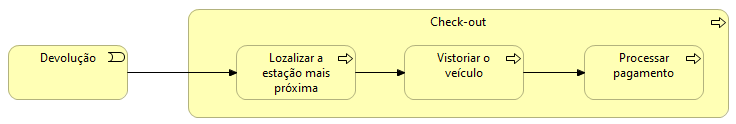 Check-out
Devolução
Lozalizar a
estação mais
próxima
Vistoriar o
veículo
Processar
pagamento